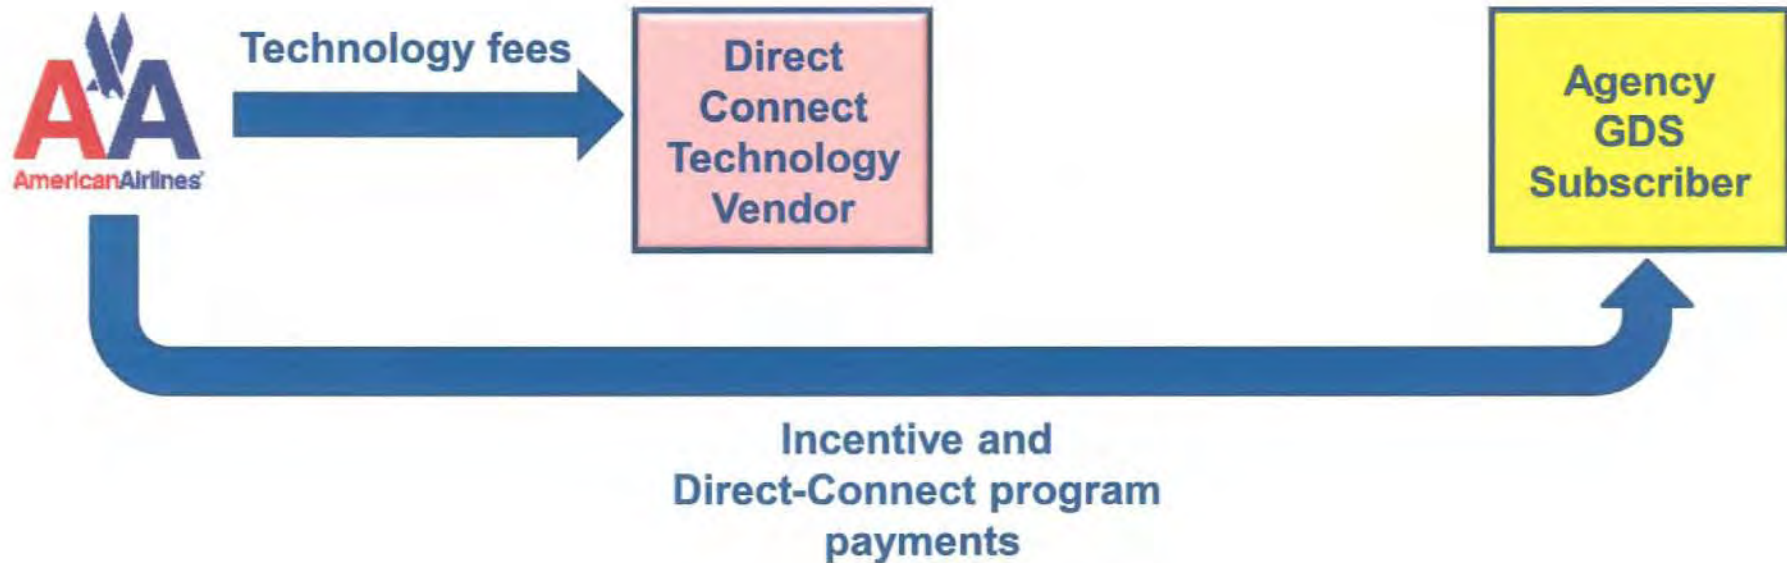 Technology fees
AA
AmericanAirlines®
Direct
Connect
Technology
Vendor
Agency
GDS
Subscriber
Incentive and
Direct-Connect program
payments